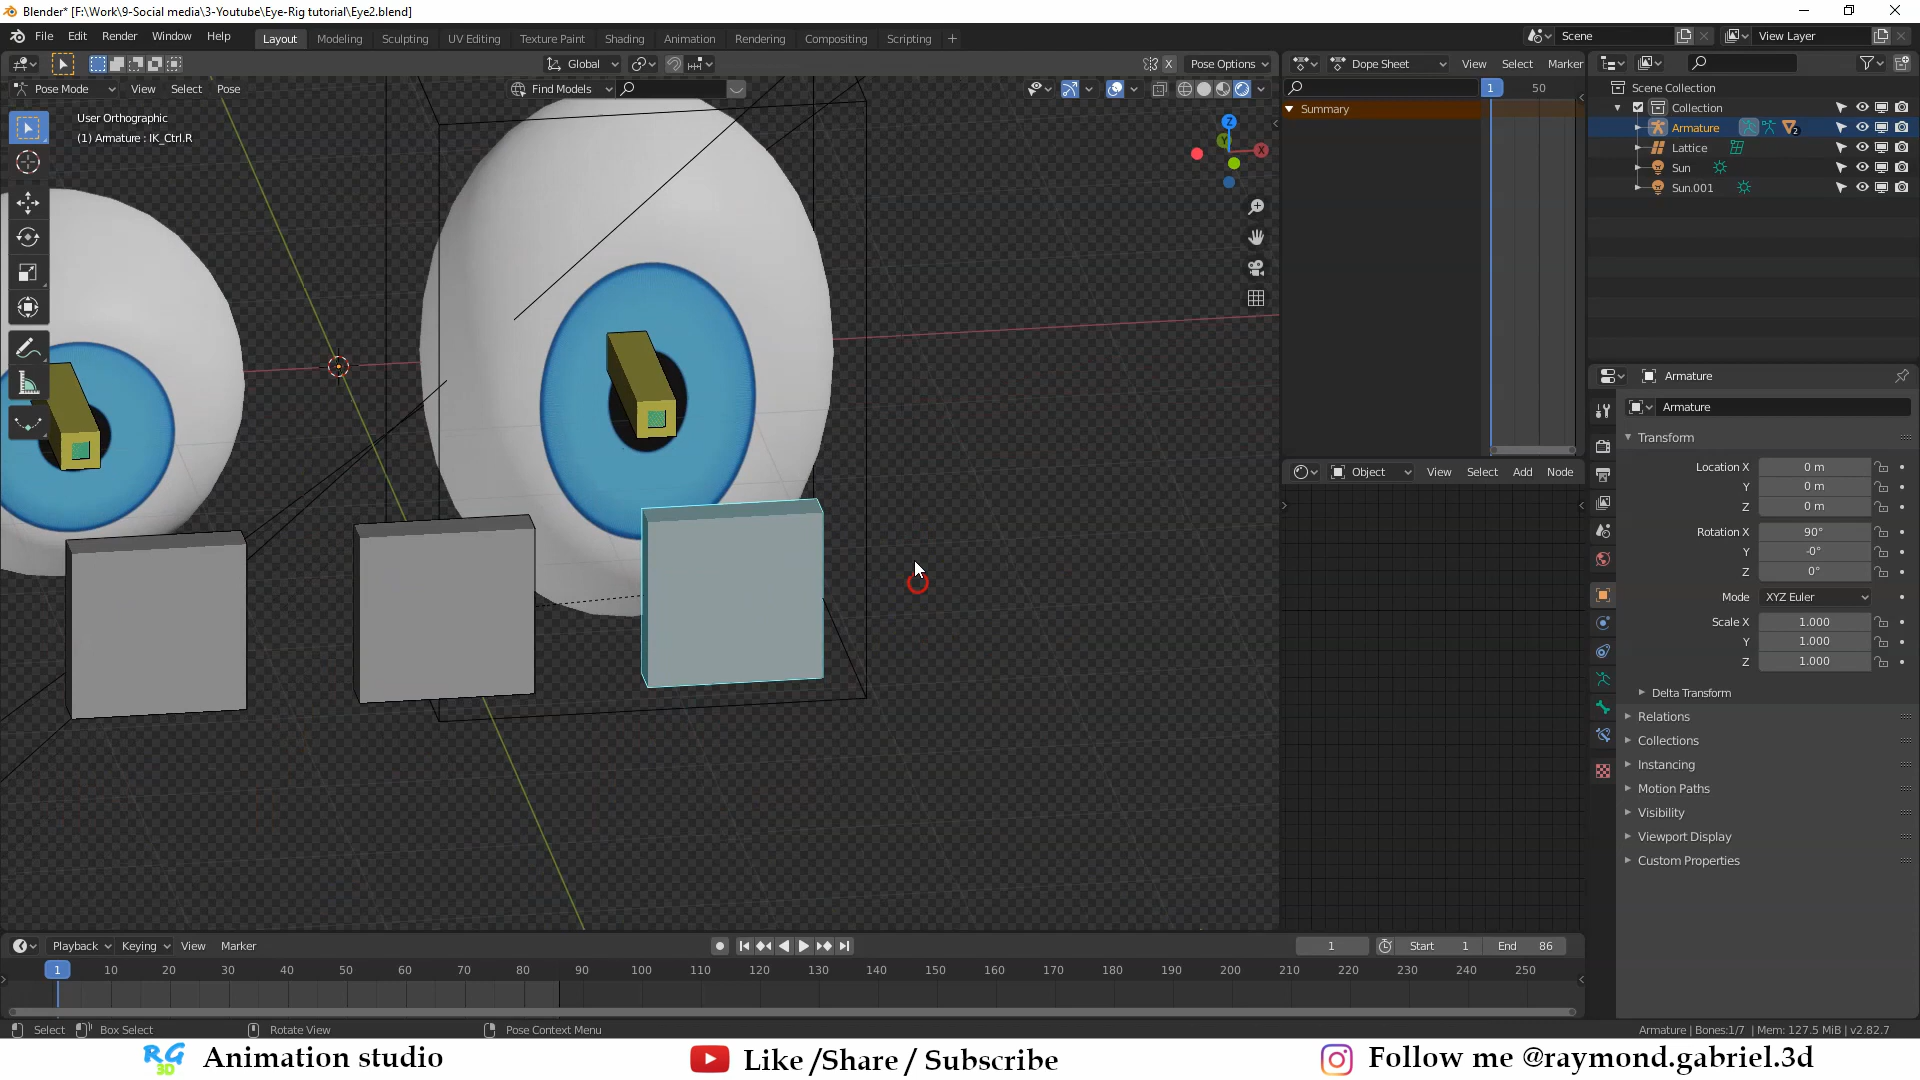 Blender* [F:\Work\9-Social media\3-Youtube\Eye-Rig tutorial\Eye2.blend]
File Edit Render Window Help Layout Modeling Sculpting UV Editing Texture Paint Shading Animation Rendering Compositing Scripting + Scene View Layer
Global X Pose Options Dope Sheet View Select Marker
Pose Mode View Select Pose Find Models 1 50 Scene Collection
Summary Collection
User Orthographic
(1) Armature : IK_Ctrl.R
Z Y X
Armature 2
Lattice
Sun
Sun.001
Armature
Armature
Transform
Location X 0 m
Y 0 m
Z 0 m
Rotation X 90°
Y -0°
Z 0°
Mode XYZ Euler
Scale X 1.000
Y 1.000
Z 1.000
Delta Transform
Relations
Collections
Instancing
Motion Paths
Visibility
Viewport Display
Custom Properties
Object View Select Add Node
Playback Keying View Marker 1 Start 1 End 86
1 10 20 30 40 50 60 70 80 90 100 110 120 130 140 150 160 170 180 190 200 210 220 230 240 250
Select Box Select Rotate View Pose Context Menu Armature | Bones:1/7 | Mem: 127.5 MiB | v2.82.7
RG 3D Animation studio Like /Share / Subscribe Follow me @raymond.gabriel.3d